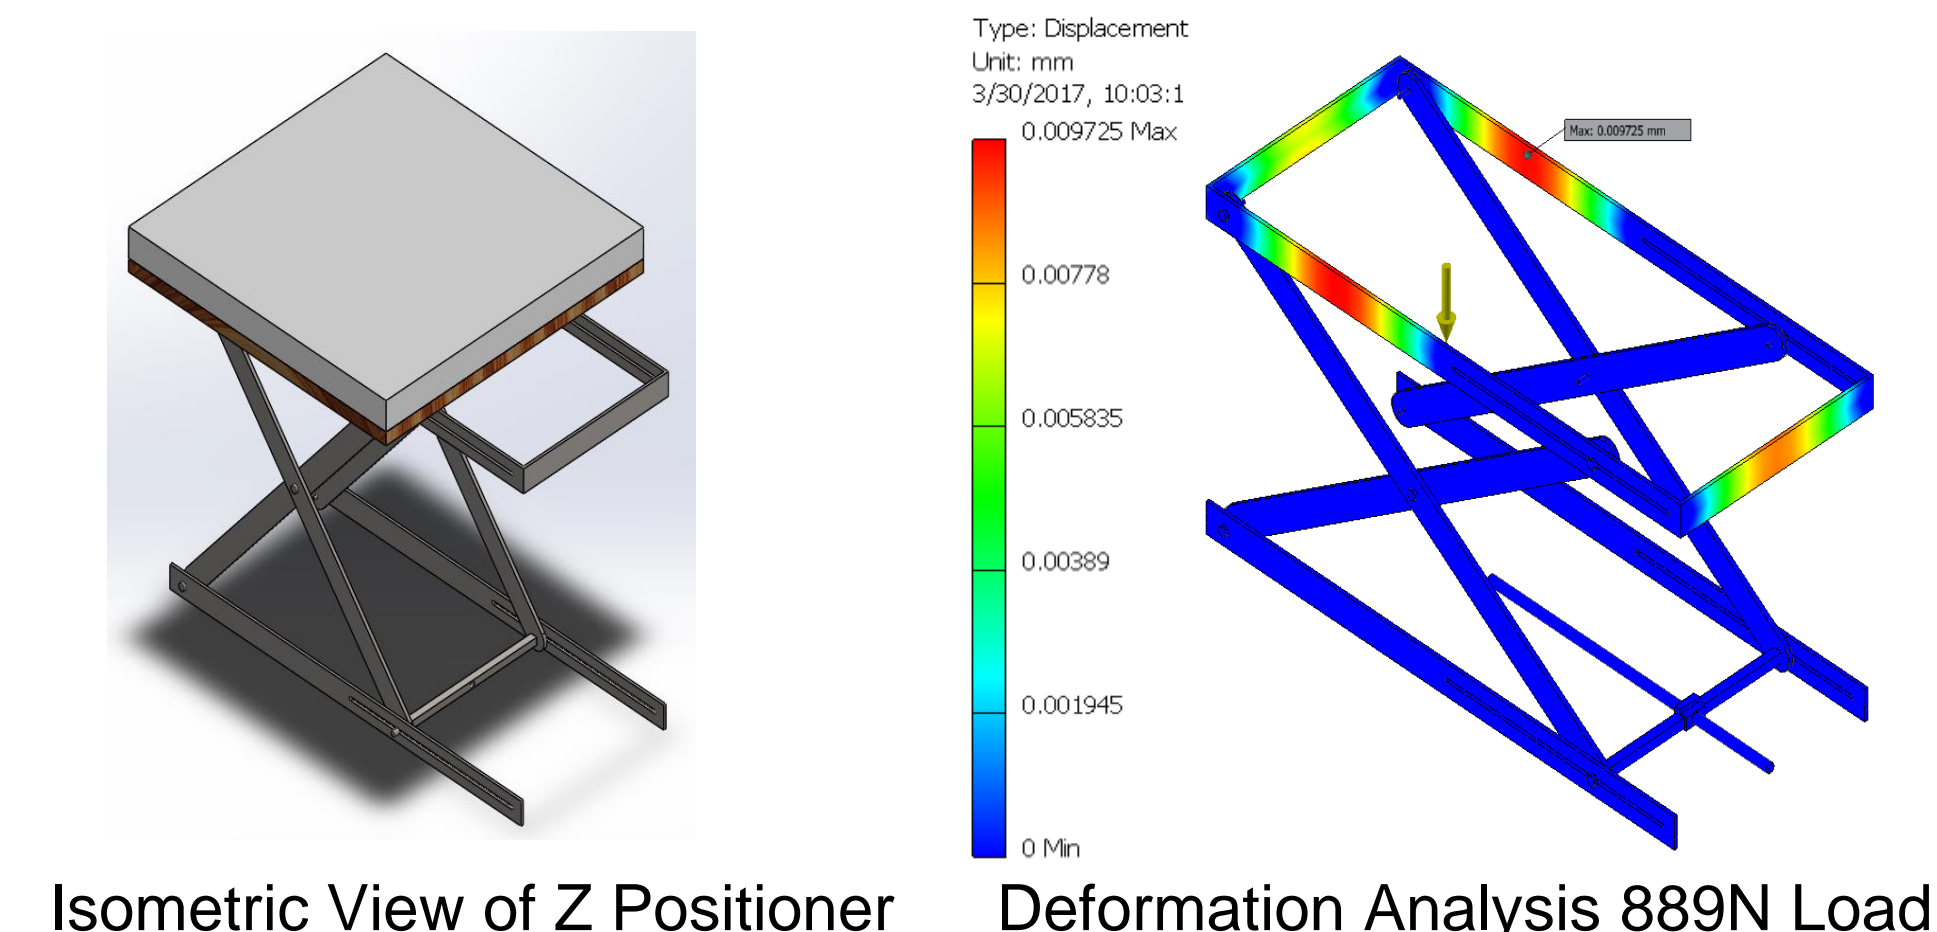 Type: Displacement
Unit: mm
3/30/2017, 10:03:1
0.009725 Max
Max: 0.009725 mm
0.00778
0.005835
0.00389
0.001945
0 Min
Isometric View of Z Positioner
Deformation Analysis 889N Load